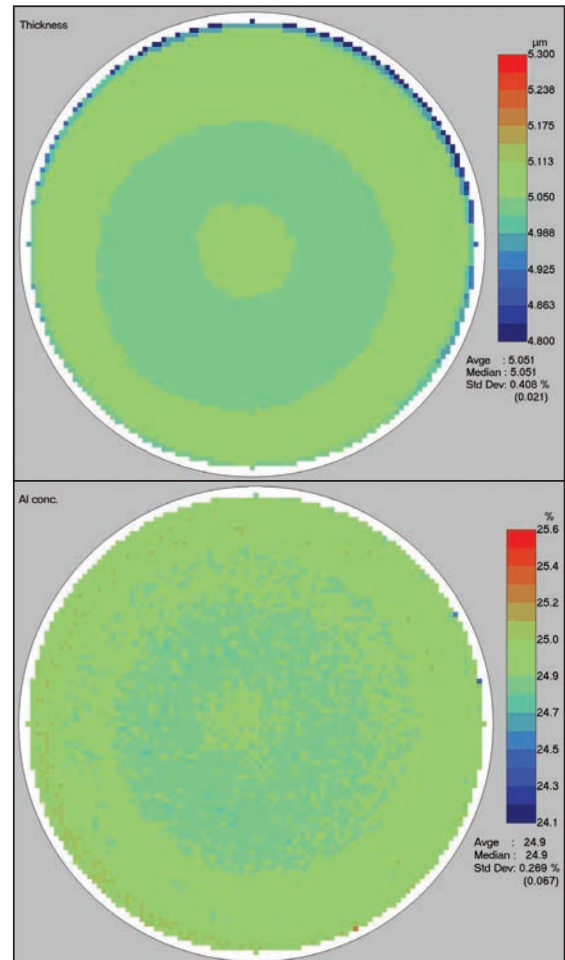 Thickness
µm
5.300
5.238
5.175
5.113
5.050
4.988
4.925
4.863
4.800
Avge : 5.051
Median : 5.051
Std Dev: 0.408 %
(0.021)
Al conc.
%
25.6
25.4
25.2
25.0
24.9
24.7
24.5
24.3
24.1
Avge : 24.9
Median : 24.9
Std Dev: 0.269 %
(0.067)